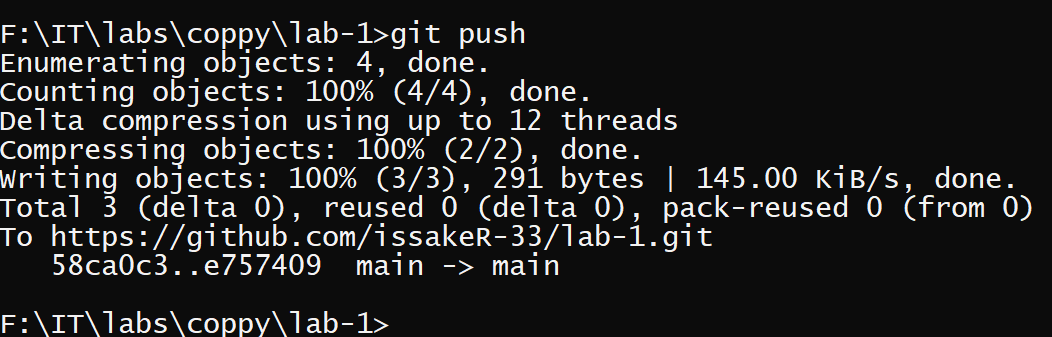 F:\IT\labs\coppy\lab-1>git push
Enumerating objects: 4, done.
Counting objects: 100% (4/4), done.
Delta compression using up to 12 threads
Compressing objects: 100% (2/2), done.
Writing objects: 100% (3/3), 291 bytes | 145.00 KiB/s, done.
Total 3 (delta 0), reused 0 (delta 0), pack-reused 0 (from 0)
To https://github.com/issakeR-33/lab-1.git
   58ca0c3..e757409  main -> main
F:\IT\labs\coppy\lab-1>